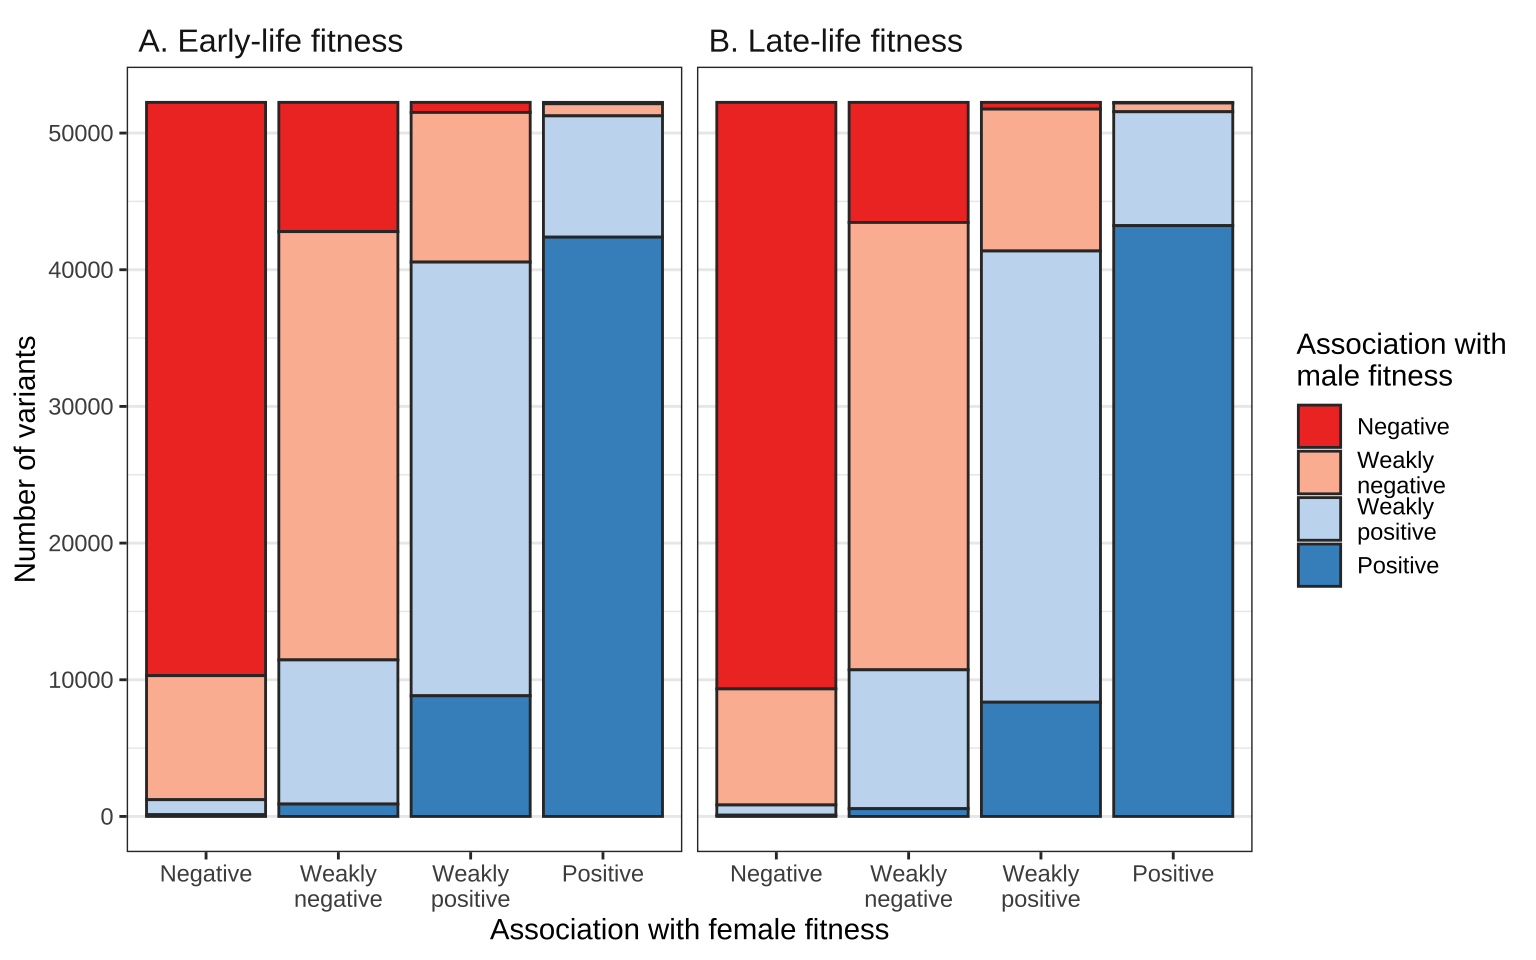 A. Early-life fitness
B. Late-life fitness
Number of variants
50000
40000
30000
20000
10000
0
Negative
Weakly
negative
Weakly
positive
Positive
Negative
Weakly
negative
Weakly
positive
Positive
Association with female fitness
Association with
male fitness
Negative
Weakly
negative
Weakly
positive
Positive